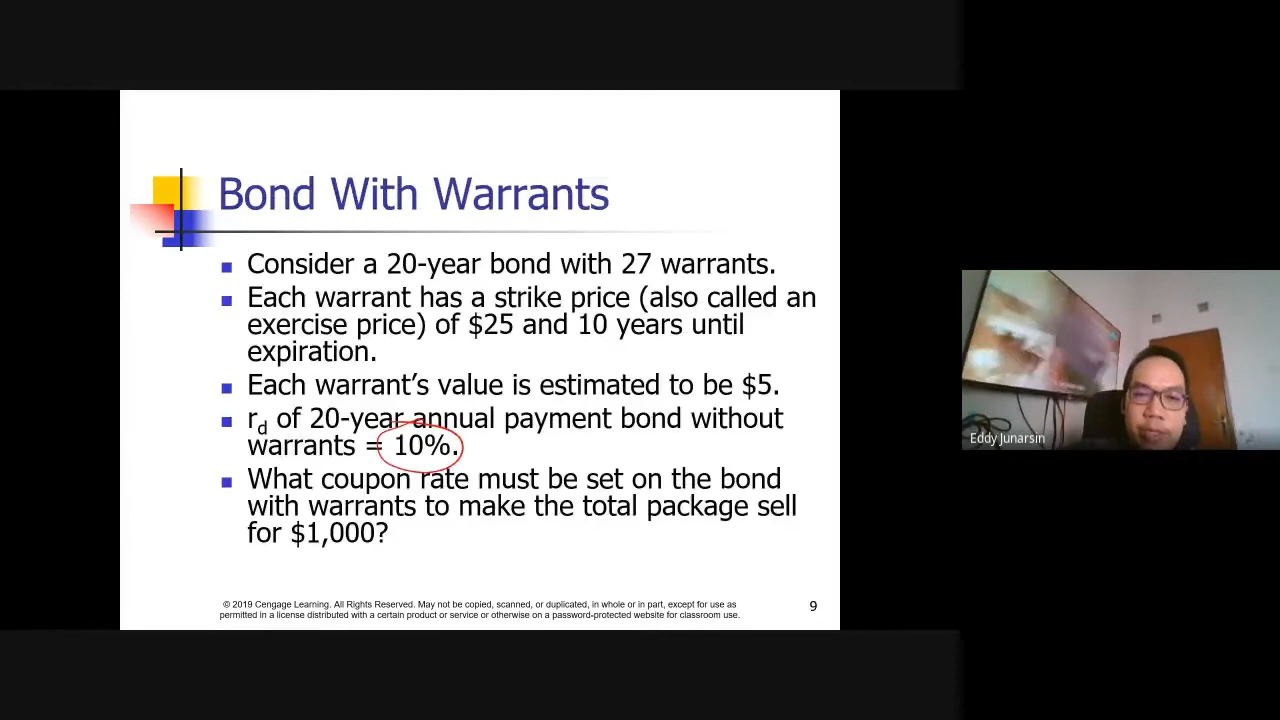 Bond With Warrants
Consider a 20-year bond with 27 warrants.
Each warrant has a strike price (also called an
exercise price) of $25 and 10 years until
expiration.
Each warrant’s value is estimated to be $5.
rd of 20-year annual payment bond without
warrants = 10%.
What coupon rate must be set on the bond
with warrants to make the total package sell
for $1,000?
© 2019 Cengage Learning. All Rights Reserved. May not be copied, scanned, or duplicated, in whole or in part, except for use as
permitted in a license distributed with a certain product or service or otherwise on a password-protected website for classroom use.
9
Eddy Junarsin